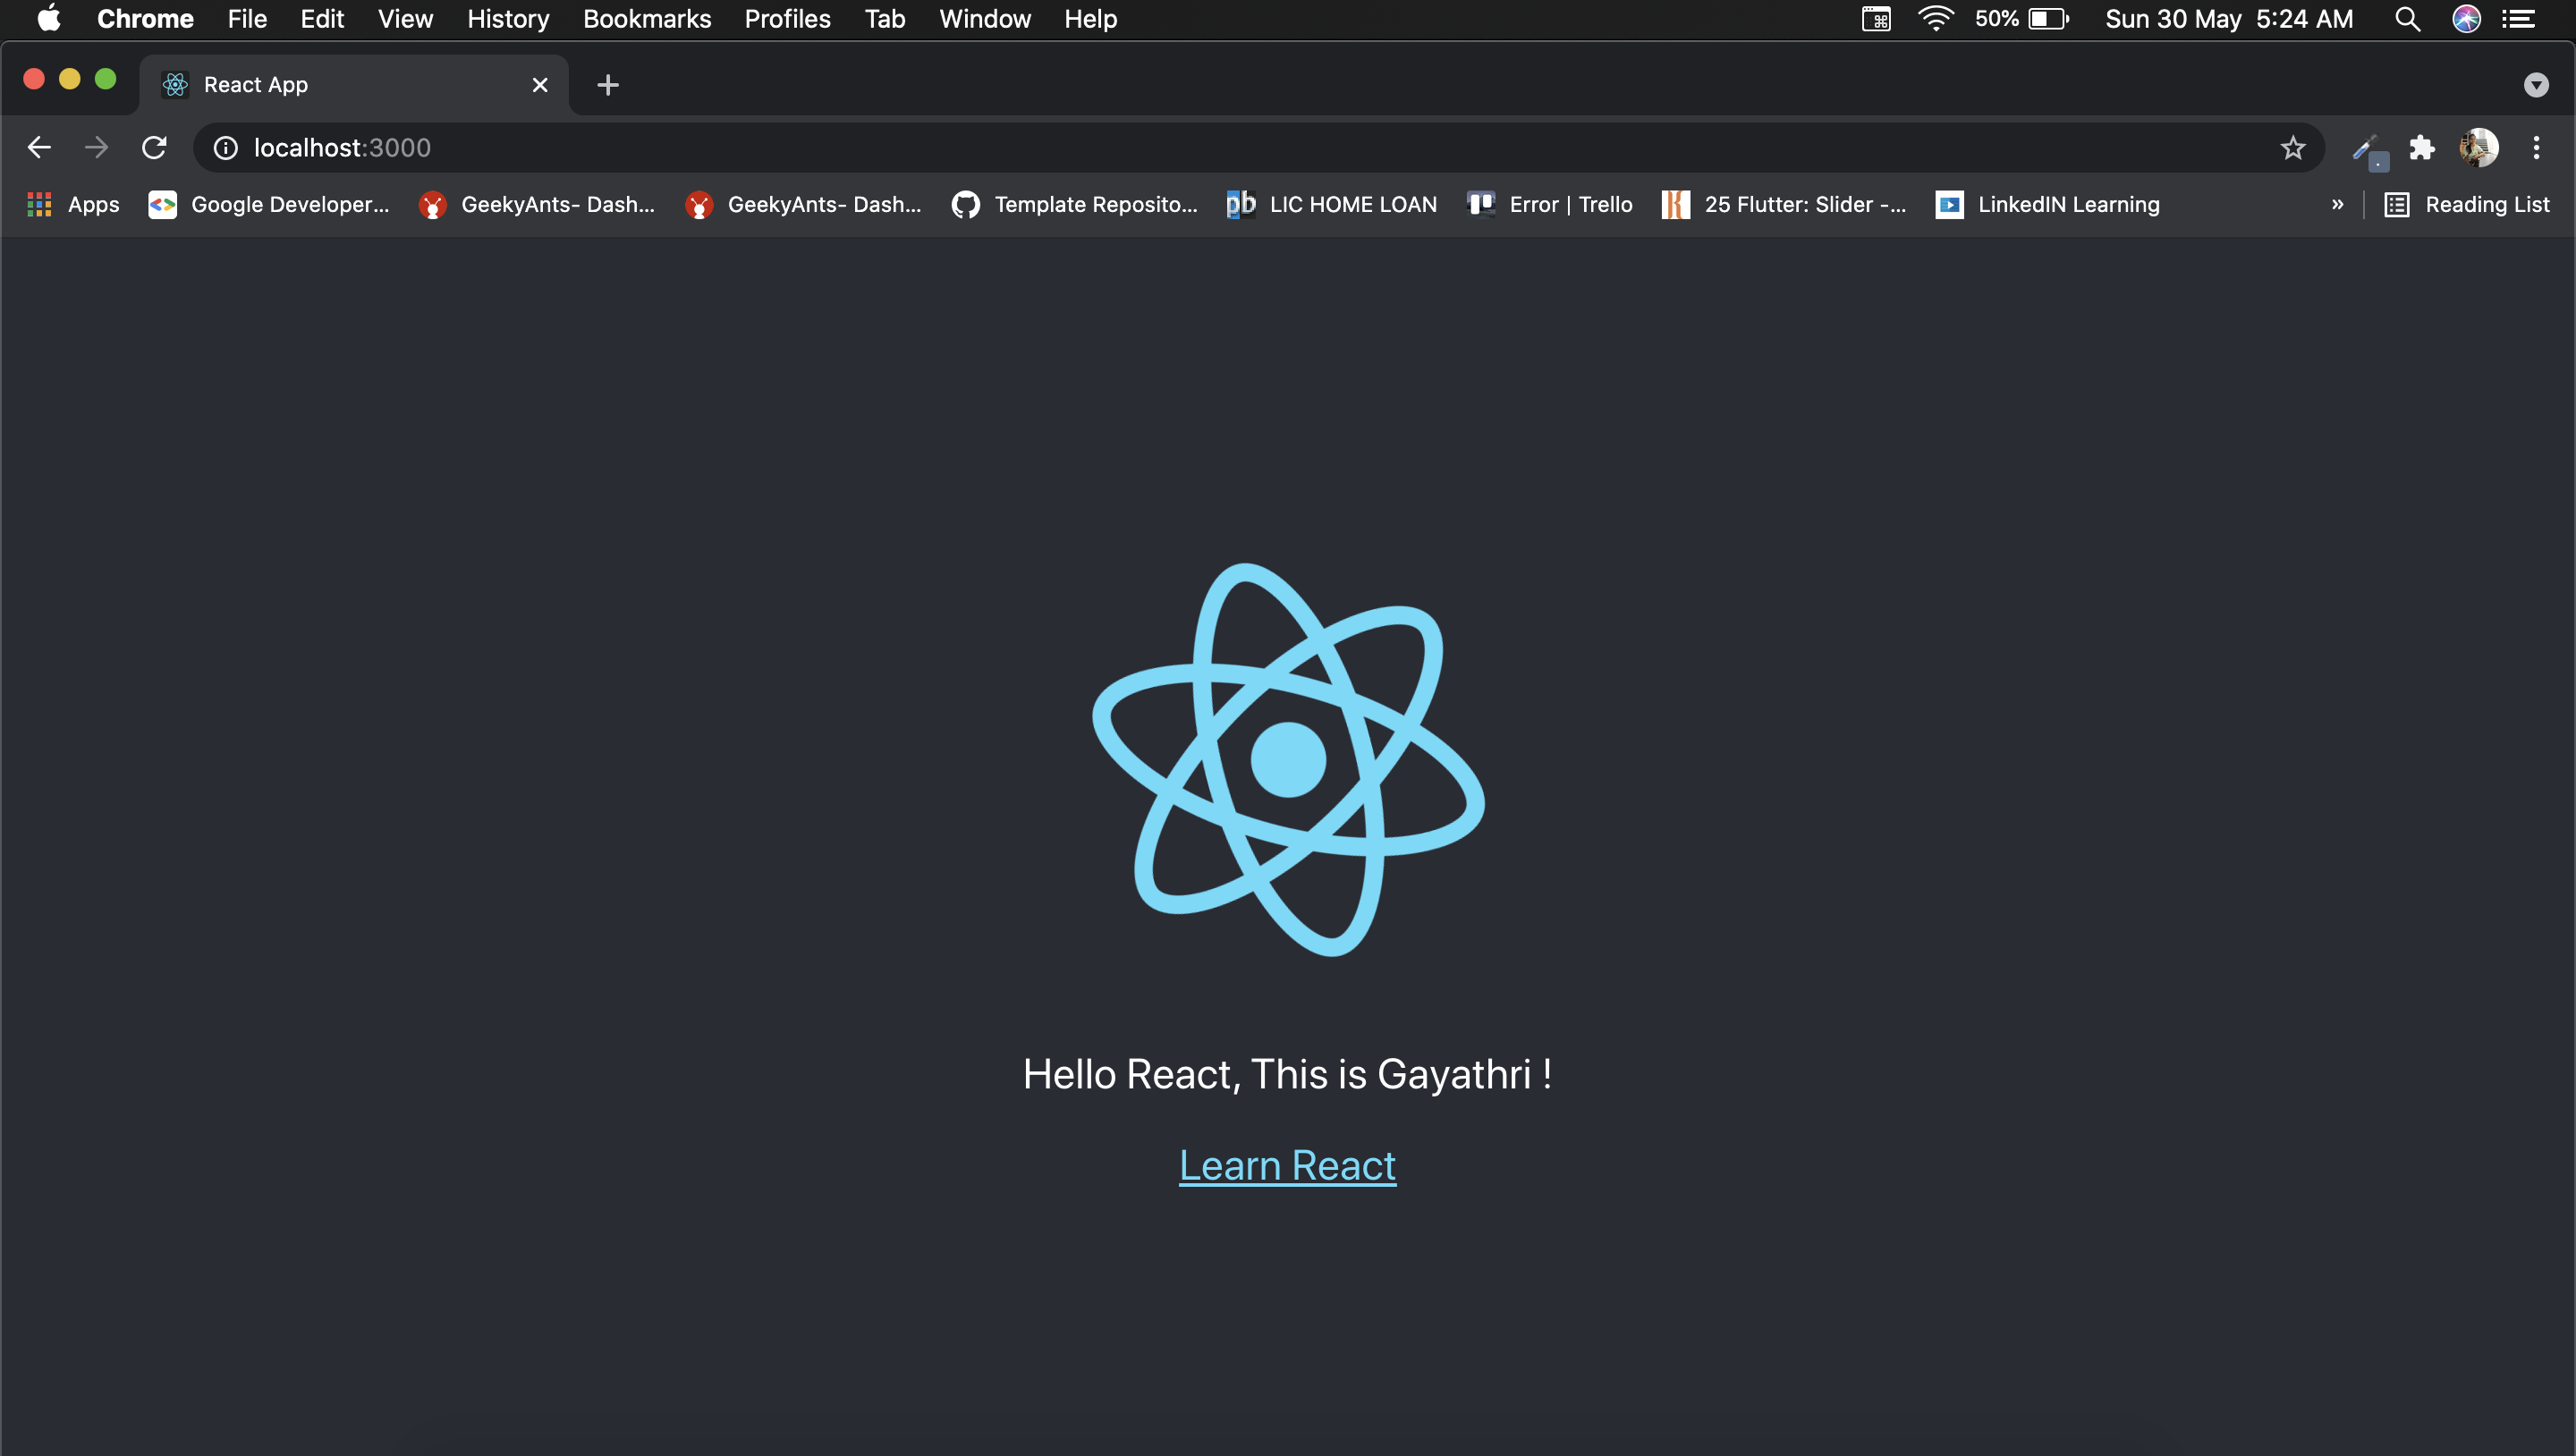 Chrome File Edit View History Bookmarks Profiles Tab Window Help 50% Sun 30 May 5:24 AM
React App
localhost:3000
Apps Google Developer... GeekyAnts- Dash... GeekyAnts- Dash... Template Reposito... pb LIC HOME LOAN Error | Trello 25 Flutter: Slider -... LinkedIN Learning » Reading List
Hello React, This is Gayathri !
Learn React